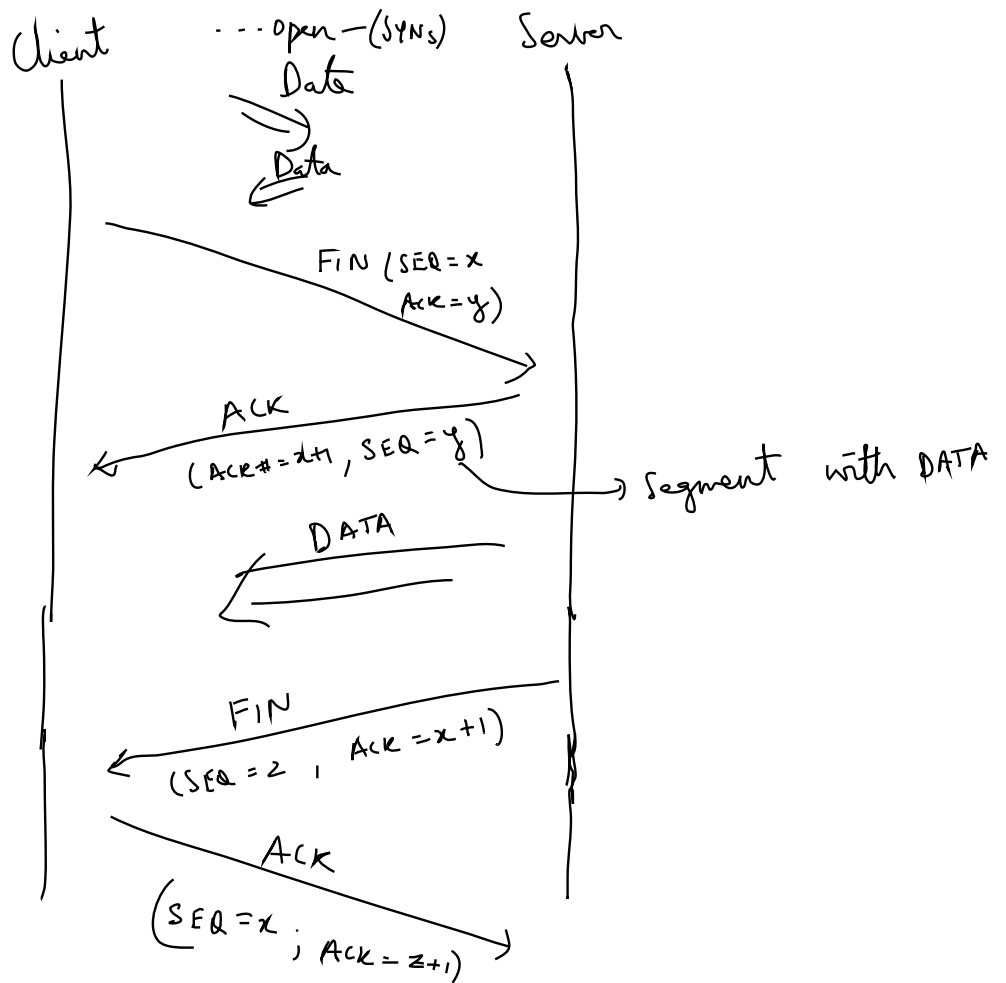 Client
---open-(SYNs)
Server
Data
Data
FIN (SEQ=x
Ack=y)
ACK
(ACK#=x+1, SEQ=y)
Segment with DATA
DATA
FIN
(SEQ=z, ACK=x+1)
ACK
(SEQ=x; ACK=z+1)